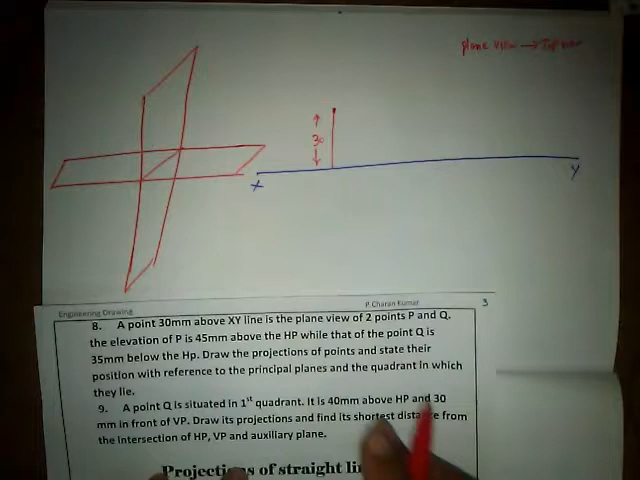 plane view → Top view
30
X
Y
Engineering Drawing P.Charan Kumar 3
8. A point 30mm above XY line is the plane view of 2 points P and Q,
the elevation of P is 45mm above the HP while that of the point Q is
35mm below the Hp. Draw the projections of points and state their
position with reference to the principal planes and the quadrant in which
they lie.
9. A point Q is situated in 1st quadrant. It is 40mm above HP and 30
mm in front of VP. Draw its projections and find its shortest distance from
the intersection of HP, VP and auxiliary plane.
Projections of straight